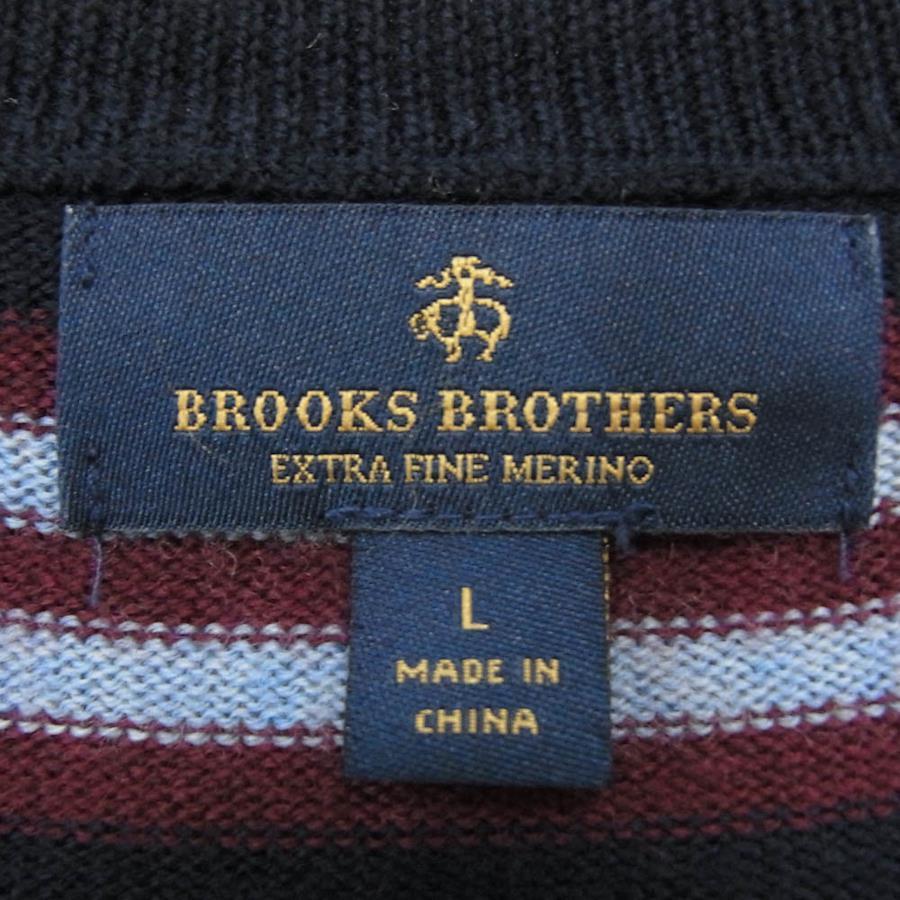 BROOKS BROTHERS
EXTRA FINE MERINO
L
MADE IN
CHINA